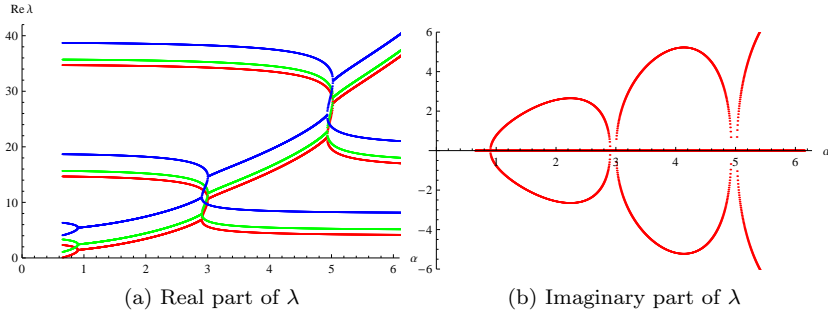 Re λ
40
30
20
10
0
0 1 2 3 4 5 6
α
(a) Real part of λ
6
4
2
−2
−4
−6
1 2 3 4 5 6
α
(b) Imaginary part of λ